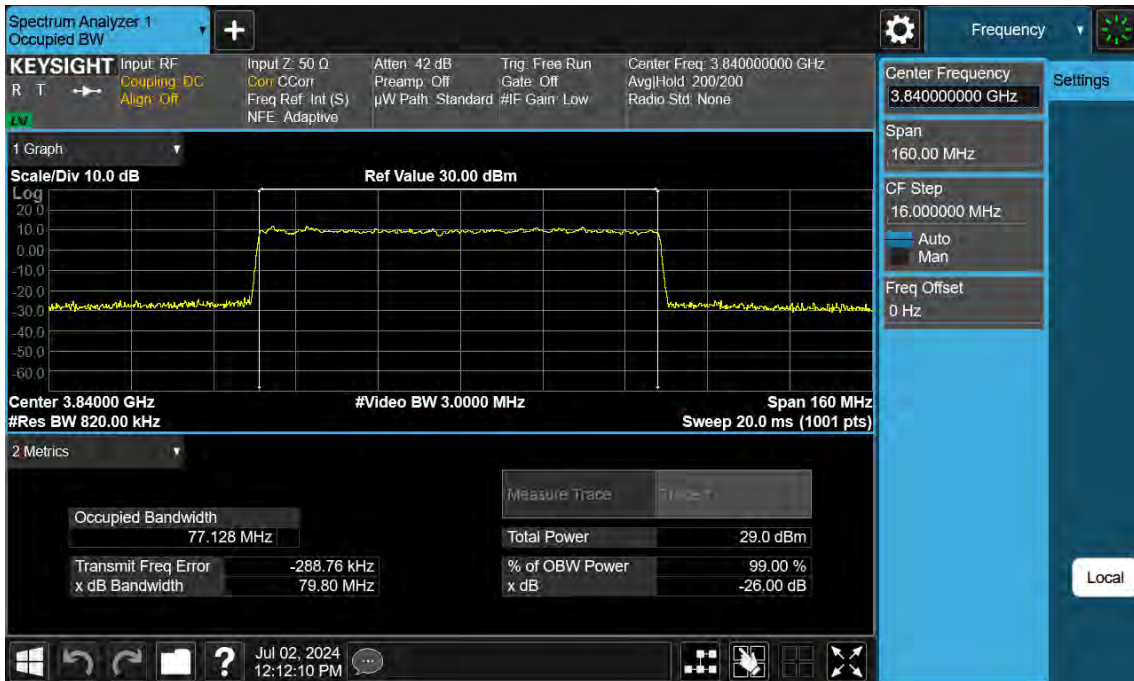 Spectrum Analyzer 1
Occupied BW
Frequency
KEYSIGHT
R T
LXI
Input: RF
Coupling: DC
Align: Off
Input Z: 50 Ω
Corr CCorr
Freq Ref: Int (S)
NFE: Adaptive
Atten: 42 dB
Preamp: Off
µW Path: Standard
Trig: Free Run
Gate: Off
#IF Gain: Low
Center Freq: 3.840000000 GHz
Avg|Hold: 200/200
Radio Std: None
Center Frequency
3.840000000 GHz
Settings
Span
160.00 MHz
CF Step
16.000000 MHz
Auto
Man
Freq Offset
0 Hz
Local
1 Graph
Scale/Div 10.0 dB
Ref Value 30.00 dBm
Log
20.0
10.0
0.00
-10.0
-20.0
-30.0
-40.0
-50.0
-60.0
Center 3.84000 GHz
#Video BW 3.0000 MHz
Span 160 MHz
#Res BW 820.00 kHz
Sweep 20.0 ms (1001 pts)
2 Metrics
Measure Trace
Trace 1
Occupied Bandwidth
77.128 MHz
Total Power
29.0 dBm
Transmit Freq Error
-288.76 kHz
% of OBW Power
99.00 %
x dB Bandwidth
79.80 MHz
x dB
-26.00 dB
?
Jul 02, 2024
12:12:10 PM